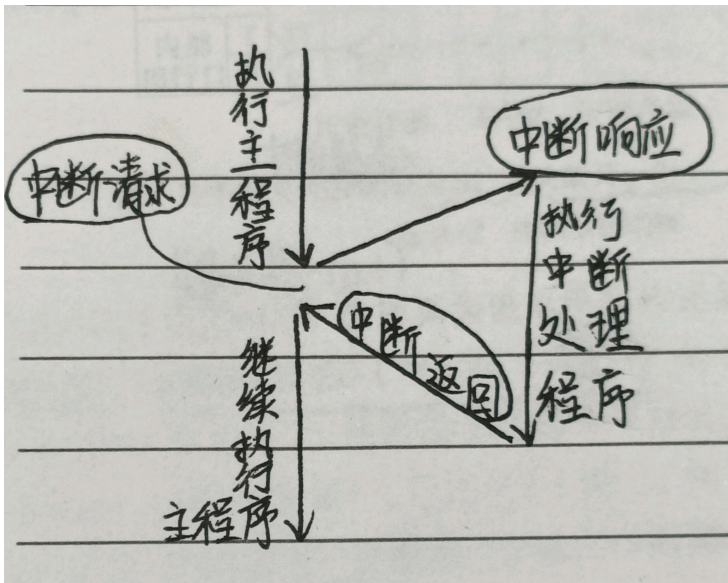 执行主程序
中断请求
中断响应
执行
中断
处理
程序
中断返回
继续执行
主程序